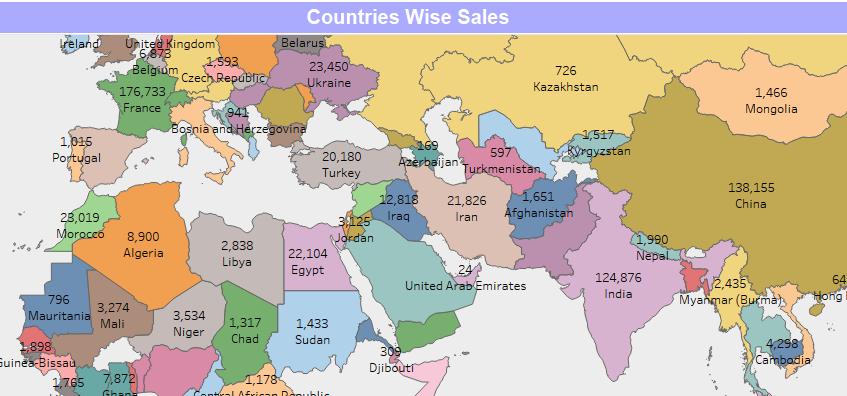 Countries Wise Sales
Ireland
United Kingdom
6,873
Belgium
1,593
Czech Republic
Belarus
23,450
Ukraine
176,733
France
941
Bosnia and Herzegovina
726
Kazakhstan
1,466
Mongolia
1,015
Portugal
20,180
Turkey
169
Azerbaijan
597
Turkmenistan
1,517
Kyrgyzstan
138,155
China
23,019
Morocco
8,900
Algeria
2,838
Libya
22,104
Egypt
3,125
Jordan
12,818
Iraq
21,826
Iran
1,651
Afghanistan
1,990
Nepal
24
United Arab Emirates
124,876
India
2,435
Myanmar (Burma)
64
Hong
796
Mauritania
3,274
Mali
3,534
Niger
1,317
Chad
1,433
Sudan
309
Djibouti
4,298
Cambodia
1,898
Guinea-Bissau
1,765
7,872
Ghana
1,178
Central African Republic